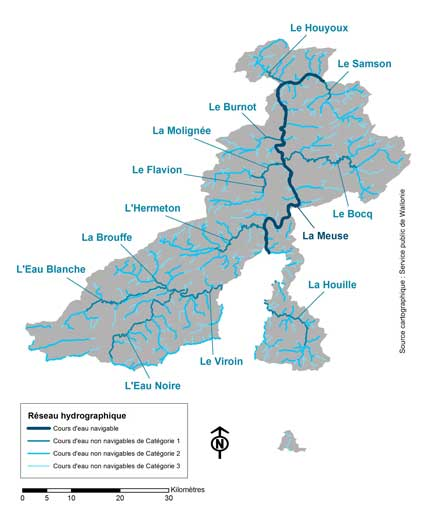 Le Houyoux
Le Samson
Le Burnot
La Molignée
Le Flavion
Le Bocq
L'Hermeton
La Meuse
La Brouffe
L'Eau Blanche
La Houille
Le Viroin
L'Eau Noire
Source cartographique : Service public de Wallonie
Réseau hydrographique
Cours d'eau navigable
Cours d'eau non navigables de Catégorie 1
Cours d'eau non navigables de Catégorie 2
Cours d'eau non navigables de Catégorie 3
N
Kilomètres
0 5 10 20 30